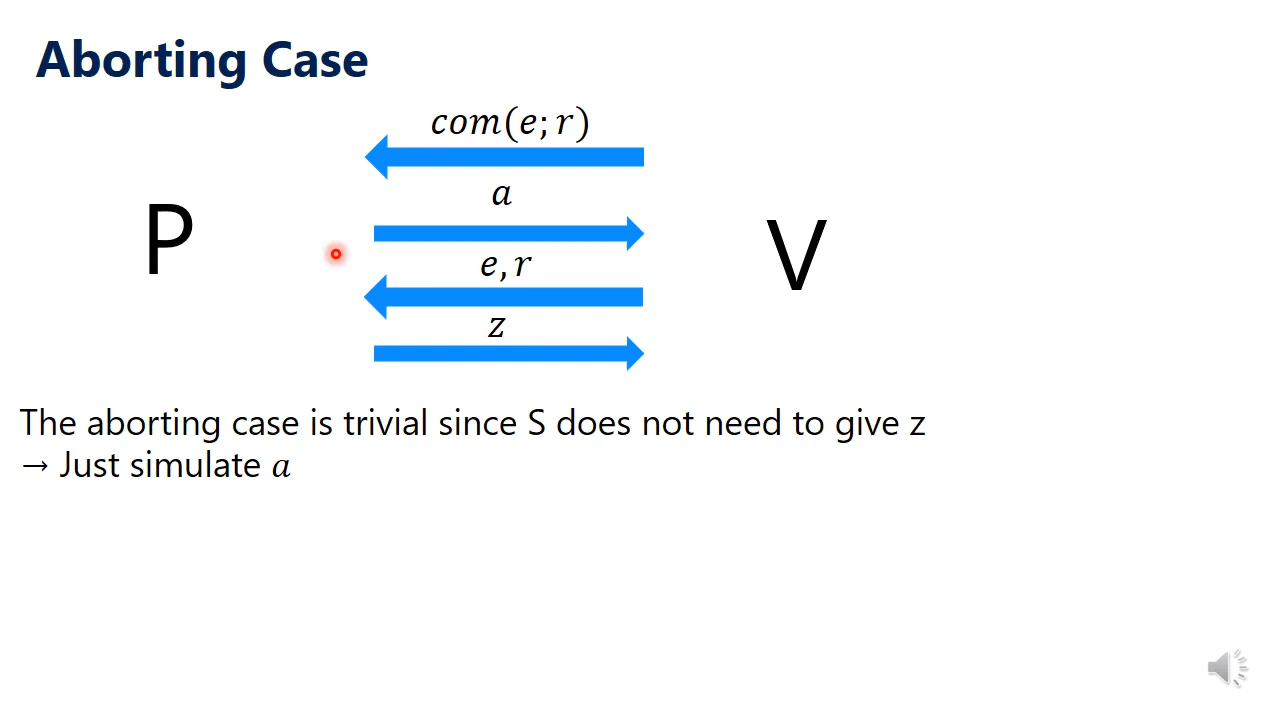 Aborting Case
com(e; r)
a
P
V
e, r
z
The aborting case is trivial since S does not need to give z
→ Just simulate a